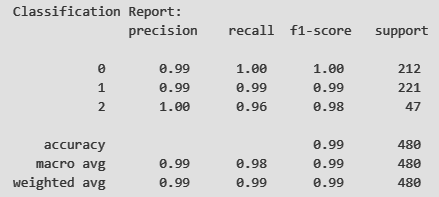 Classification Report:
precision recall f1-score support
0 0.99 1.00 1.00 212
1 0.99 0.99 0.99 221
2 1.00 0.96 0.98 47
accuracy 0.99 480
macro avg 0.99 0.98 0.99 480
weighted avg 0.99 0.99 0.99 480